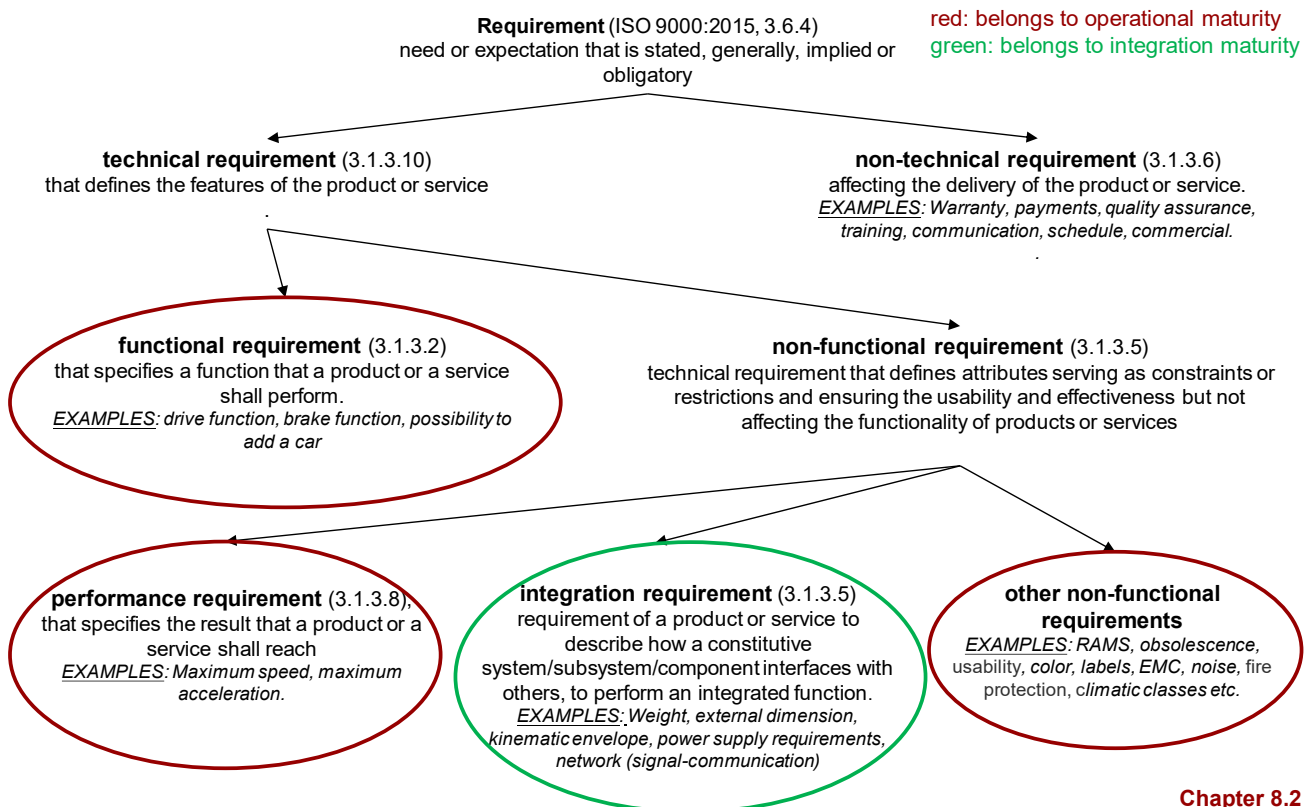 Requirement (ISO 9000:2015, 3.6.4)
need or expectation that is stated, generally, implied or
obligatory
red: belongs to operational maturity
green: belongs to integration maturity
technical requirement (3.1.3.10)
that defines the features of the product or service
.
non-technical requirement (3.1.3.6)
affecting the delivery of the product or service.
EXAMPLES: Warranty, payments, quality assurance,
training, communication, schedule, commercial.
.
functional requirement (3.1.3.2)
that specifies a function that a product or a service
shall perform.
EXAMPLES: drive function, brake function, possibility to
add a car
non-functional requirement (3.1.3.5)
technical requirement that defines attributes serving as constraints or
restrictions and ensuring the usability and effectiveness but not
affecting the functionality of products or services
performance requirement (3.1.3.8),
that specifies the result that a product or a
service shall reach
EXAMPLES: Maximum speed, maximum
acceleration.
integration requirement (3.1.3.5)
requirement of a product or service to
describe how a constitutive
system/subsystem/component interfaces with
others, to perform an integrated function.
EXAMPLES: Weight, external dimension,
kinematic envelope, power supply requirements,
network (signal-communication)
other non-functional
requirements
EXAMPLES: RAMS, obsolescence,
usability, color, labels, EMC, noise, fire
protection, climatic classes etc.
Chapter 8.2